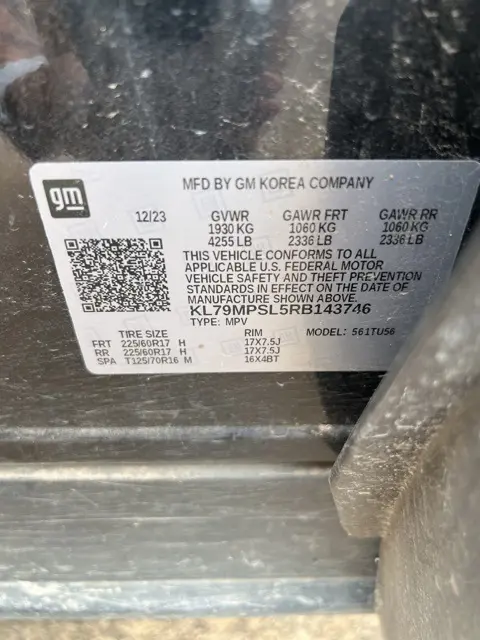 gm
MFD BY GM KOREA COMPANY
12/23 GVWR GAWR FRT GAWR RR
1930 KG 1060 KG 1060 KG
4255 LB 2336 LB 2336 LB
THIS VEHICLE CONFORMS TO ALL
APPLICABLE U.S. FEDERAL MOTOR
VEHICLE SAFETY AND THEFT PREVENTION
STANDARDS IN EFFECT ON THE DATE OF
MANUFACTURE SHOWN ABOVE.
KL79MPSL5RB143746
TYPE: MPV MODEL: 561TU56
TIRE SIZE RIM
FRT 225/60R17 H 17X7.5J
RR 225/60R17 H 17X7.5J
SPA T125/70R16 M 16X4BT